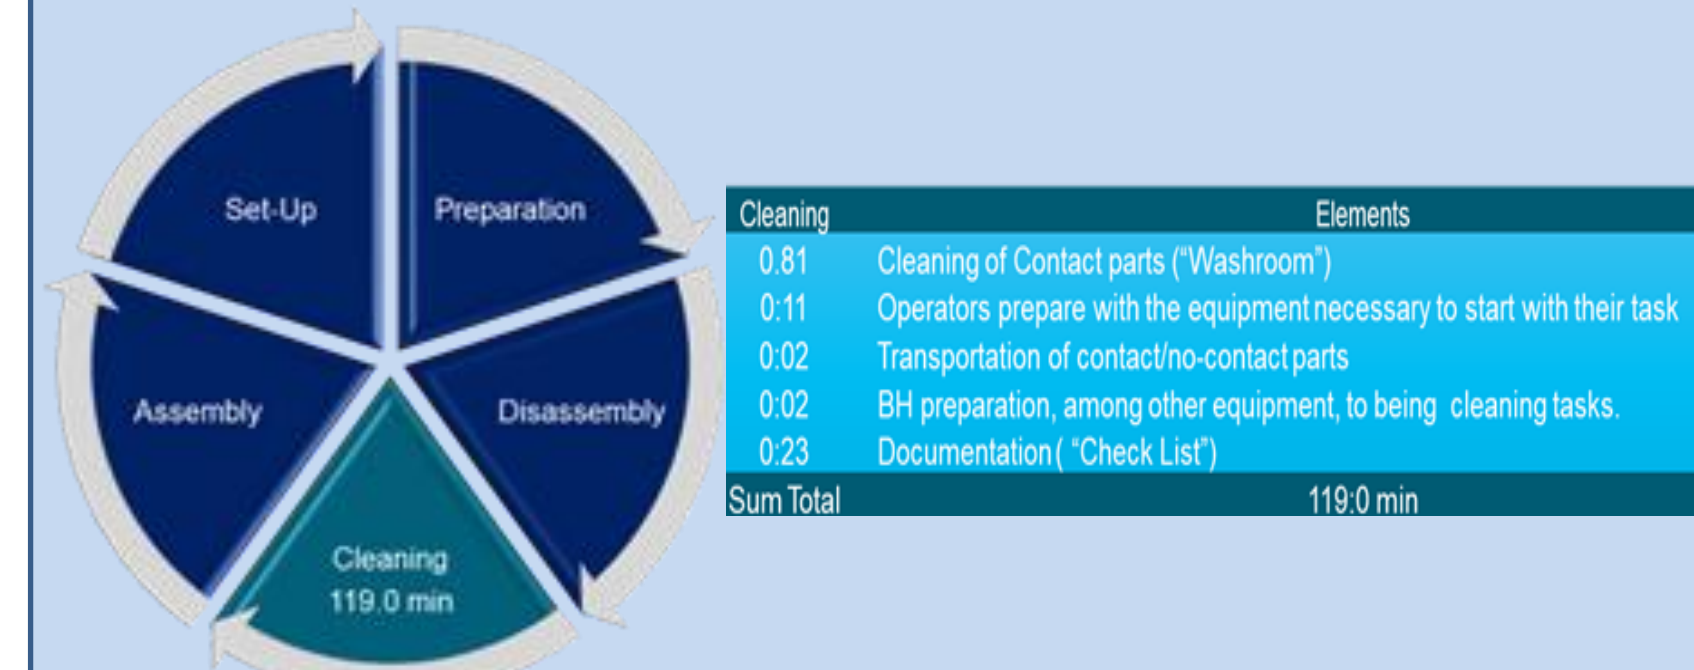 Set-Up
Preparation
Assembly
Disassembly
Cleaning
119.0 min
Cleaning Elements
0.81 Cleaning of Contact parts (“Washroom”)
0:11 Operators prepare with the equipment necessary to start with their task
0:02 Transportation of contact/no-contact parts
0:02 BH preparation, among other equipment, to being cleaning tasks.
0:23 Documentation ( “Check List”)
Sum Total 119:0 min